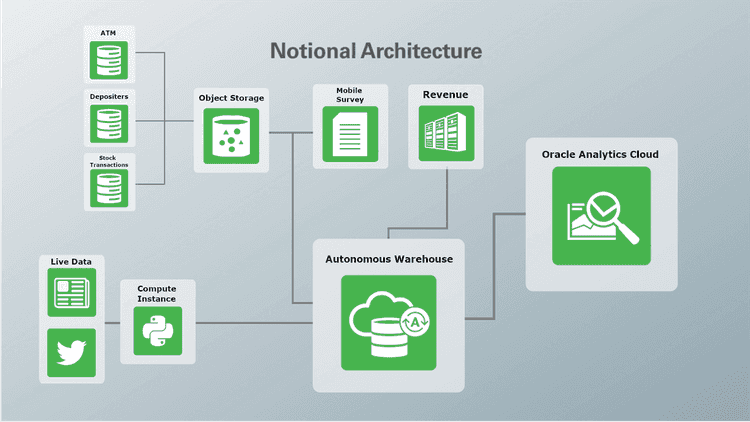 Notional Architecture
ATM
Depositers
Stock
Transactions
Object Storage
Mobile
Survey
Revenue
Oracle Analytics Cloud
Live Data
Compute
Instance
Autonomous Warehouse
A